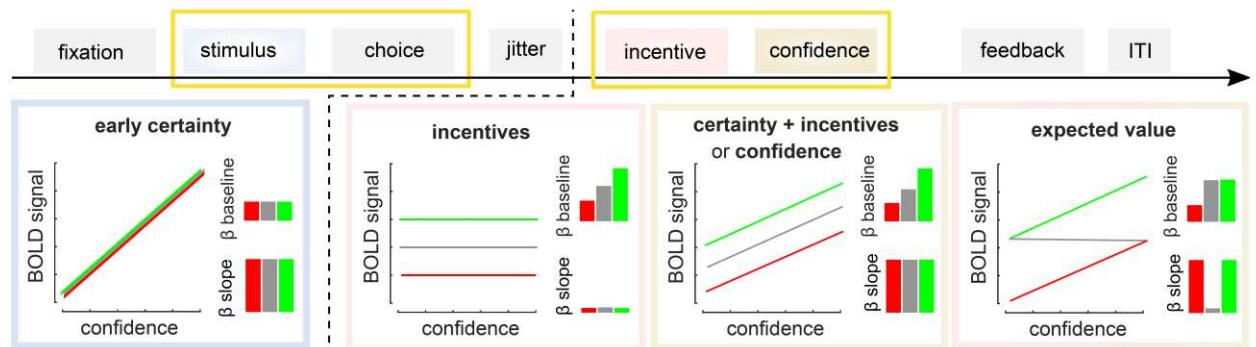 fixation
stimulus
choice
jitter
incentive
confidence
feedback
ITI
early certainty
BOLD signal
confidence
β baseline
β slope
incentives
BOLD signal
confidence
β baseline
β slope
certainty + incentives
or confidence
BOLD signal
confidence
β baseline
β slope
expected value
BOLD signal
confidence
β baseline
β slope